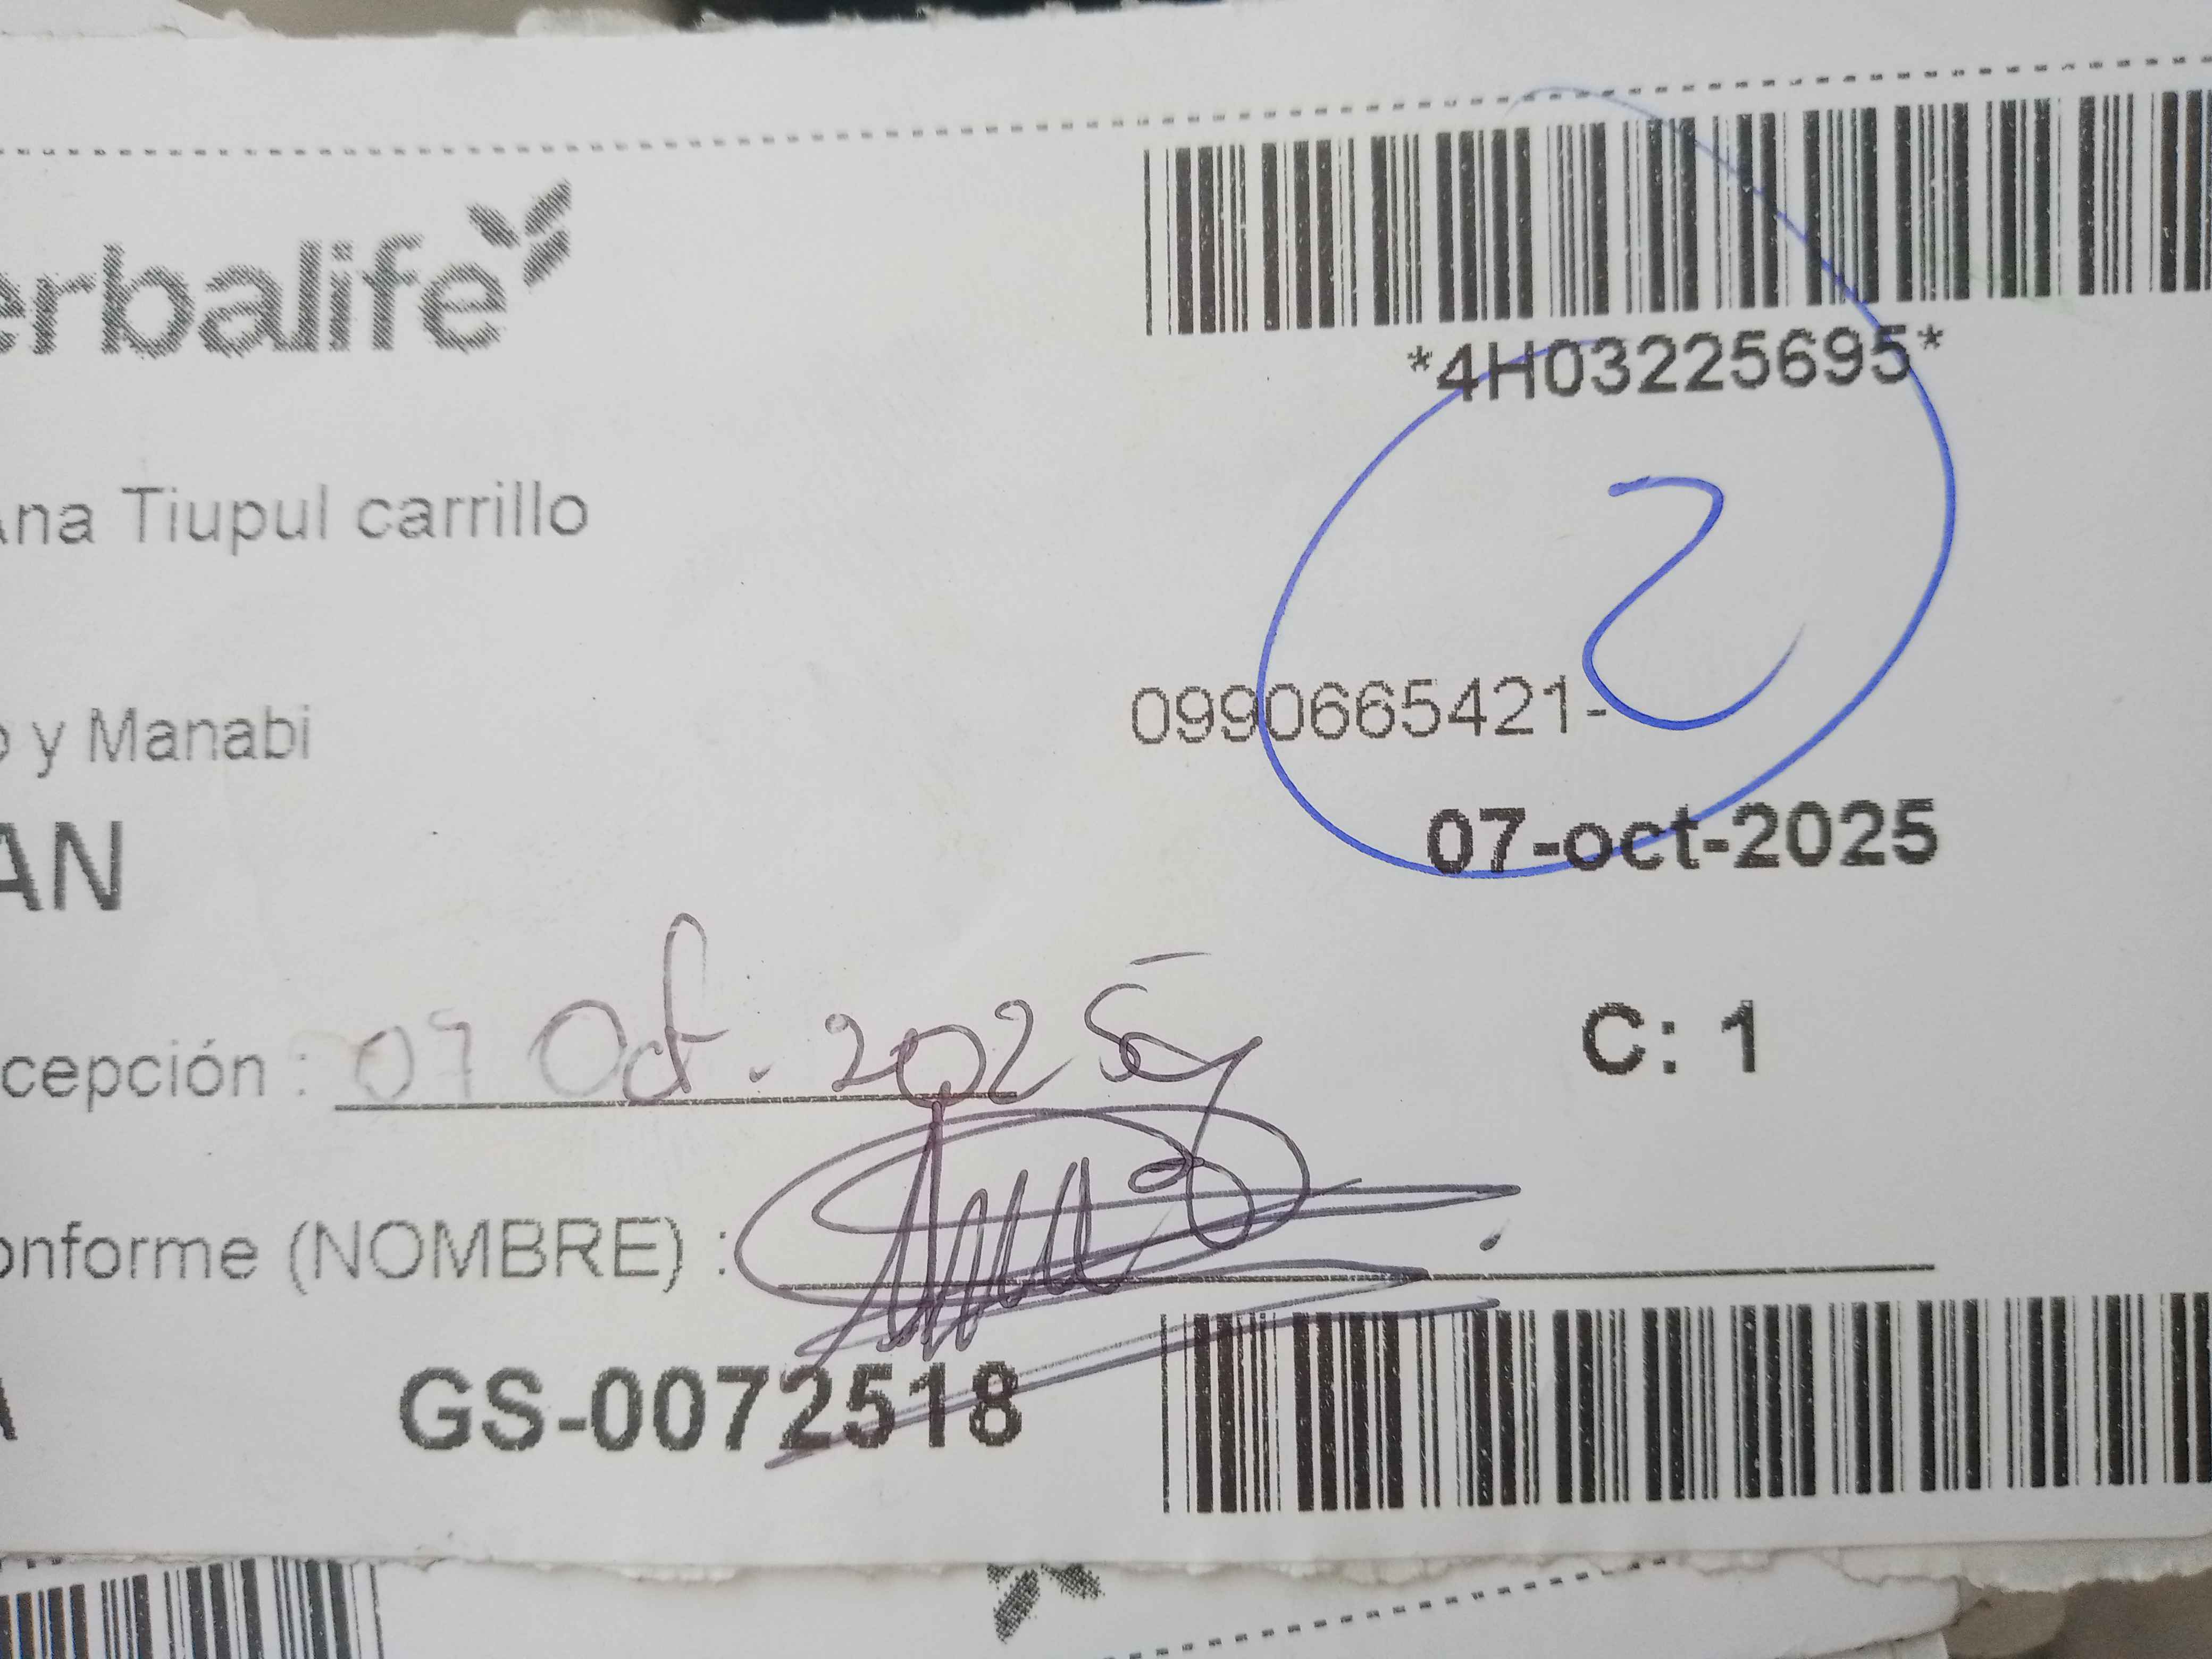 erbalife
*4H03225695*
Ana Tiupul carrillo
2
o y Manabi
0990665421-
AN
07-oct-2025
cepción : 07 Oct. 2025
C: 1
onforme (NOMBRE) :
A
GS-0072518